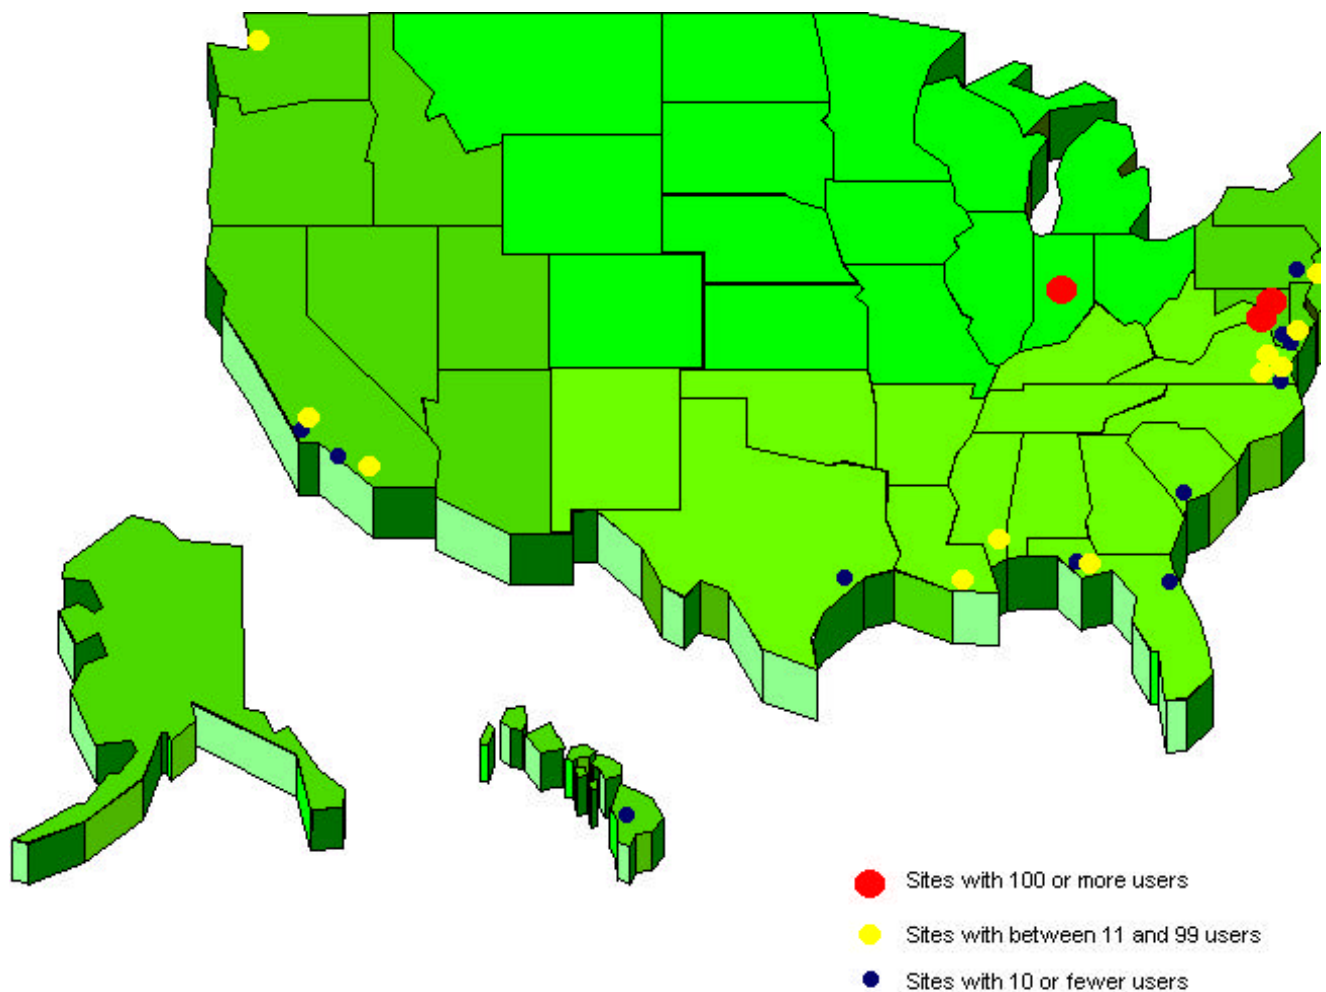 Sites with 100 or more users
Sites with between 11 and 99 users
Sites with 10 or fewer users